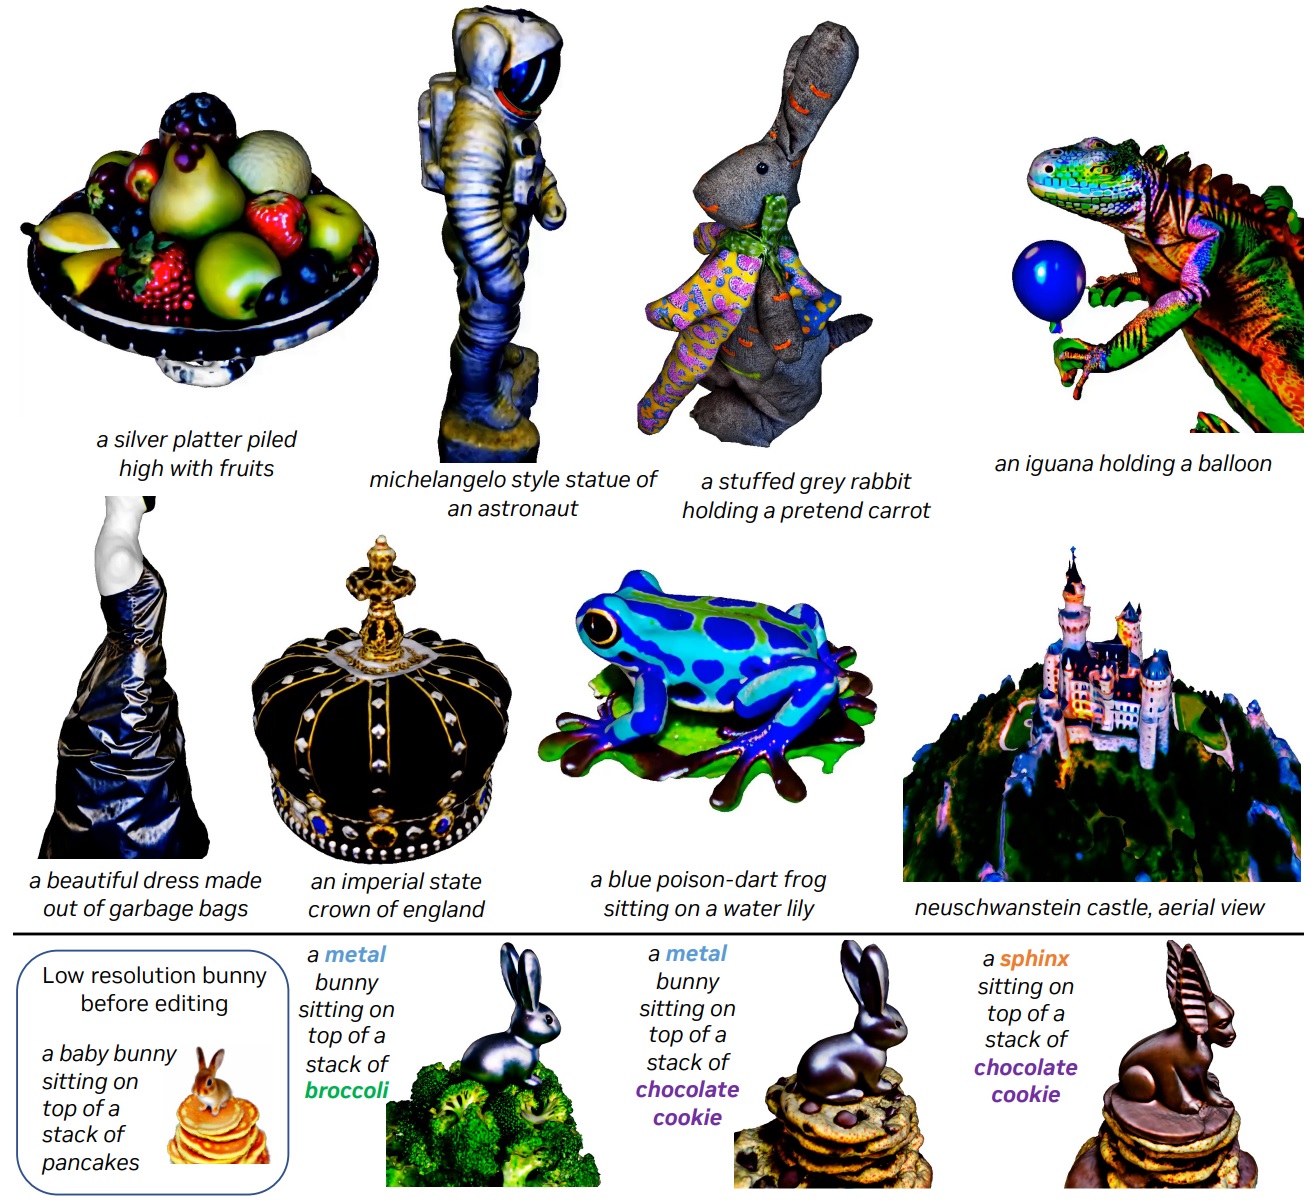 a silver platter piled
high with fruits
michelangelo style statue of
an astronaut
a stuffed grey rabbit
holding a pretend carrot
an iguana holding a balloon
a beautiful dress made
out of garbage bags
an imperial state
crown of england
a blue poison-dart frog
sitting on a water lily
neuschwanstein castle, aerial view
Low resolution bunny
before editing
a baby bunny
sitting on
top of a
stack of
pancakes
a metal
bunny
sitting on
top of a
stack of
broccoli
a metal
bunny
sitting on
top of a
stack of
chocolate
cookie
a sphinx
sitting on
top of a
stack of
chocolate
cookie